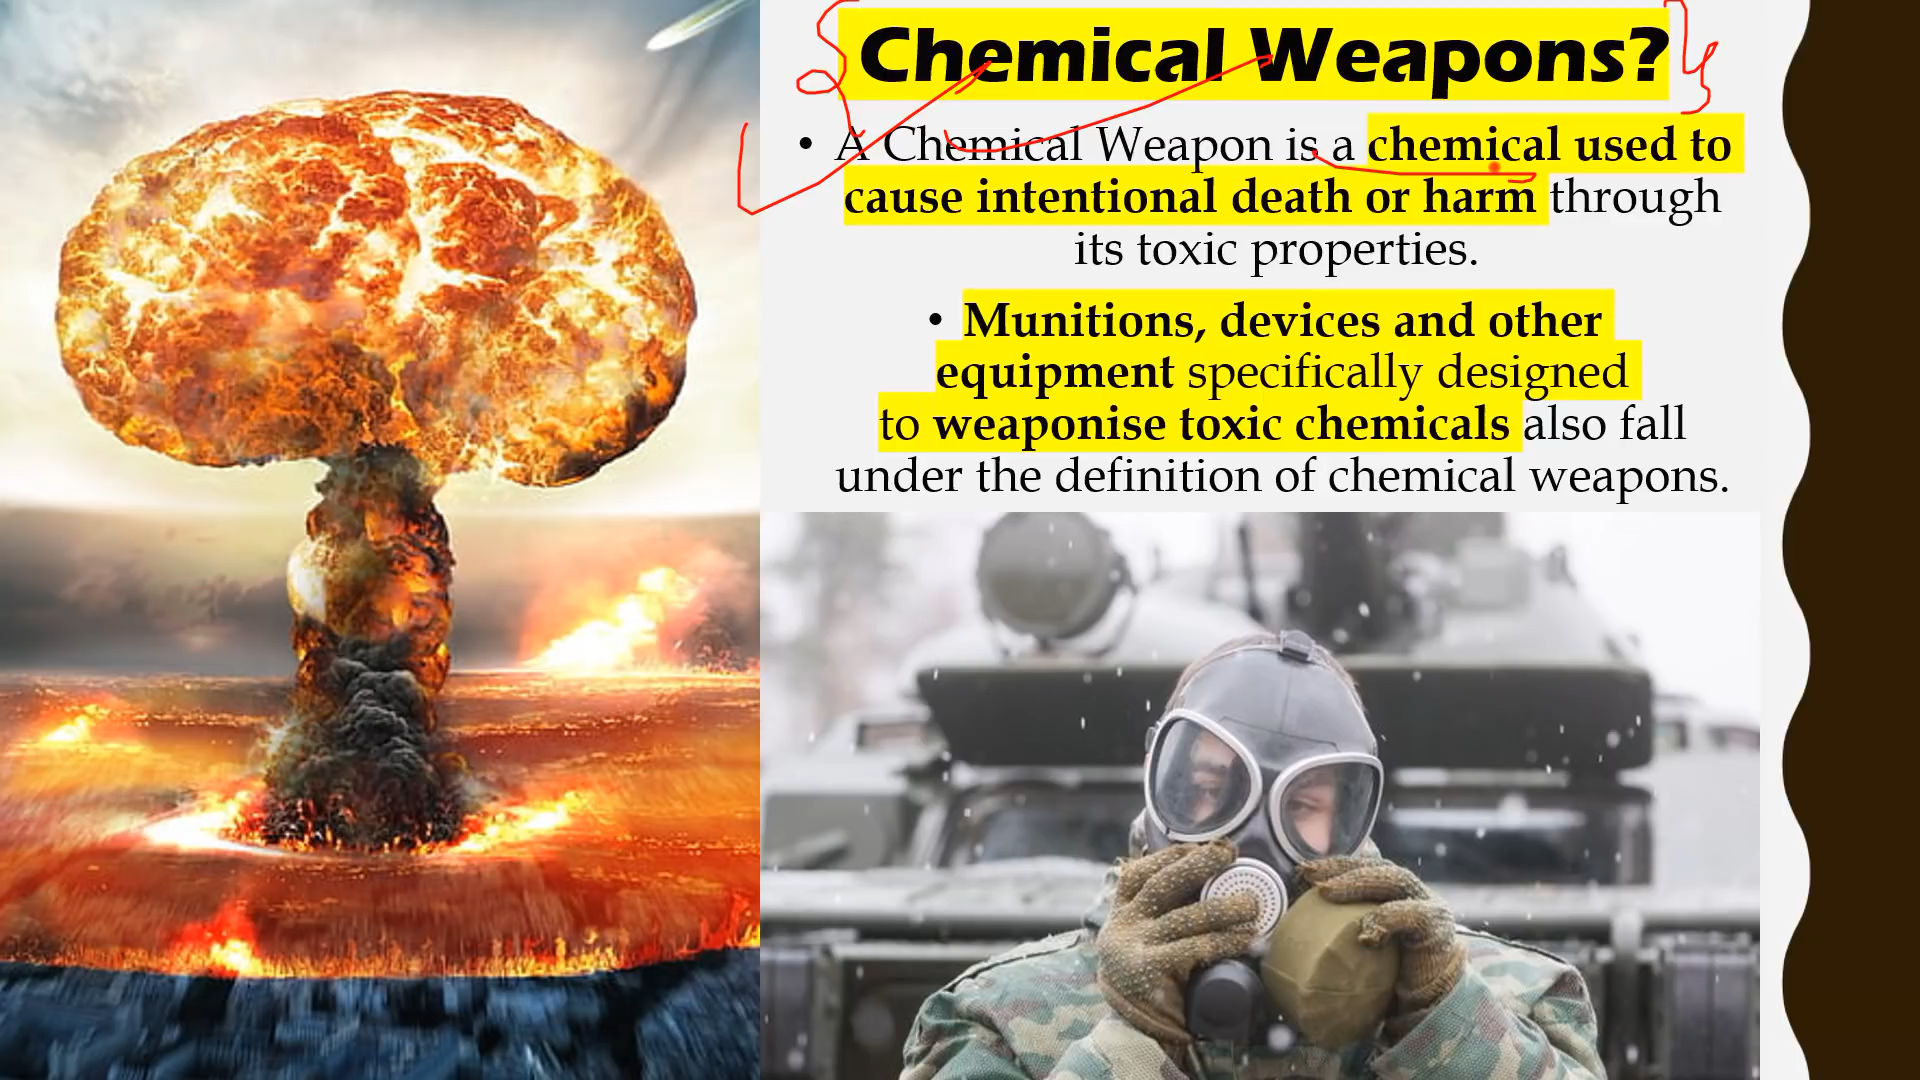 Chemical Weapons?
• A Chemical Weapon is a chemical used to
cause intentional death or harm through
its toxic properties.
• Munitions, devices and other
equipment specifically designed
to weaponise toxic chemicals also fall
under the definition of chemical weapons.